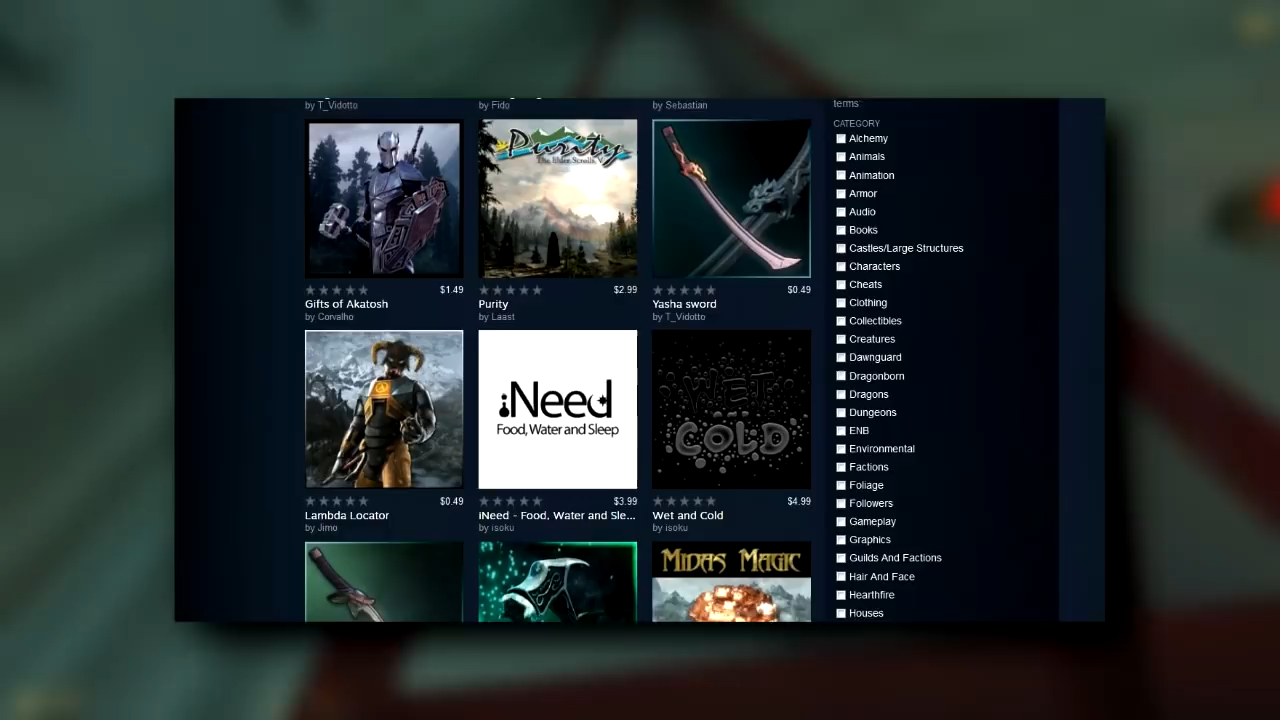 by T_Vidotto
by Fido
by Sebastian
Purity
The Elder Scrolls V
Gifts of Akatosh
$1.49
by Corvalho
Purity
$2.99
by Laast
Yasha sword
$0.49
by T_Vidotto
iNeed
Food, Water and Sleep
WET
and
COLD
Lambda Locator
$0.49
by Jimo
iNeed - Food, Water and Sle...
$3.99
by isoku
Wet and Cold
$4.99
by isoku
MIDAS MAGIC
terms:
CATEGORY
Alchemy
Animals
Animation
Armor
Audio
Books
Castles/Large Structures
Characters
Cheats
Clothing
Collectibles
Creatures
Dawnguard
Dragonborn
Dragons
Dungeons
ENB
Environmental
Factions
Foliage
Followers
Gameplay
Graphics
Guilds And Factions
Hair And Face
Hearthfire
Houses